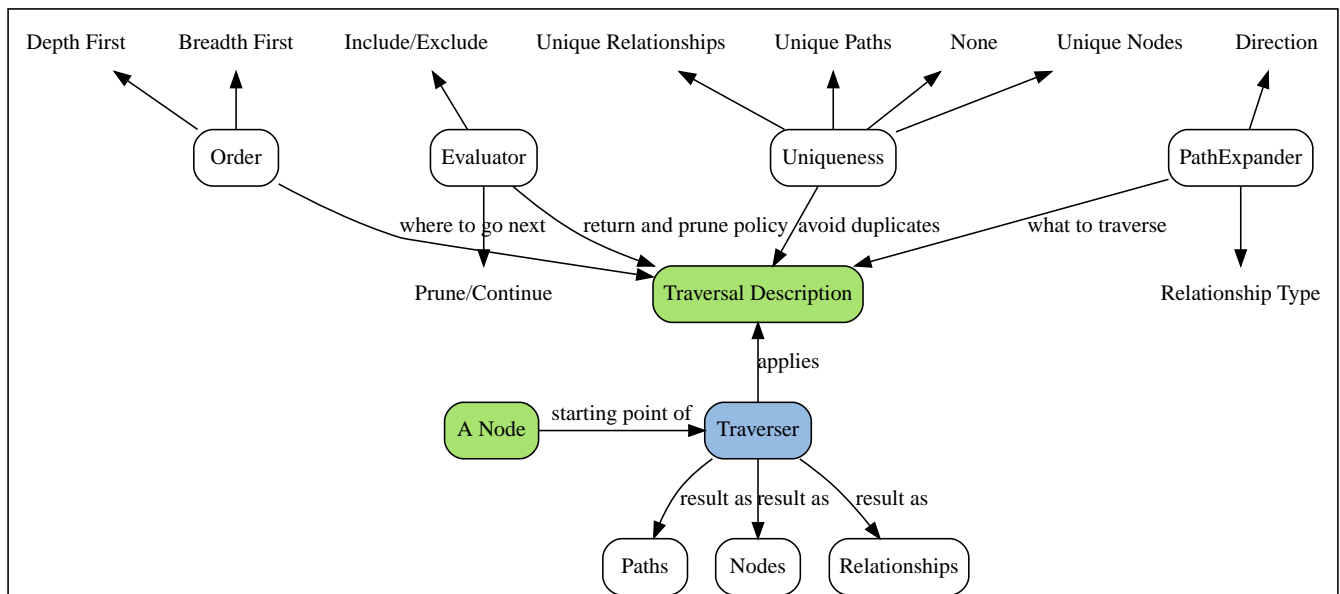 Depth First
Breadth First
Include/Exclude
Unique Relationships
Unique Paths
None
Unique Nodes
Direction
Order
Evaluator
Uniqueness
PathExpander
where to go next
return and prune policy
avoid duplicates
what to traverse
Prune/Continue
Traversal Description
Relationship Type
applies
A Node
starting point of
Traverser
result as
result as
result as
Paths
Nodes
Relationships